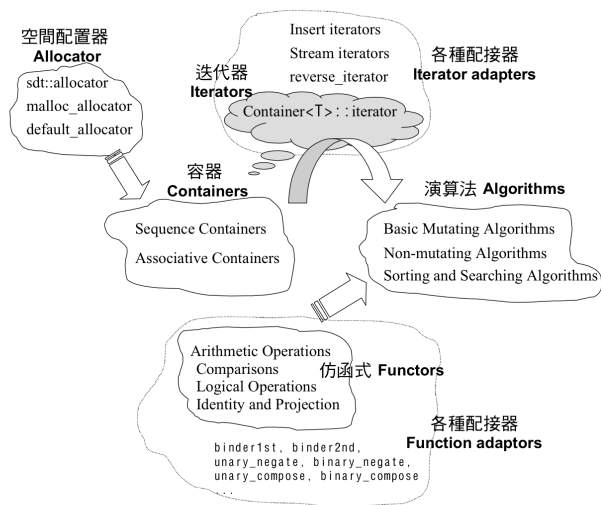 空間配置器
Allocator
sdt::allocator
malloc_allocator
default_allocator
迭代器
Iterators
Insert iterators
Stream iterators
reverse_iterator
Container<T>::iterator
各種配接器
Iterator adapters
容器
Containers
Sequence Containers
Associative Containers
演算法 Algorithms
Basic Mutating Algorithms
Non-mutating Algorithms
Sorting and Searching Algorithms
Arithmetic Operations
Comparisons
Logical Operations
Identity and Projection
仿函式 Functors
各種配接器
Function adaptors
binder1st, binder2nd,
unary_negate, binary_negate,
unary_compose, binary_compose
...